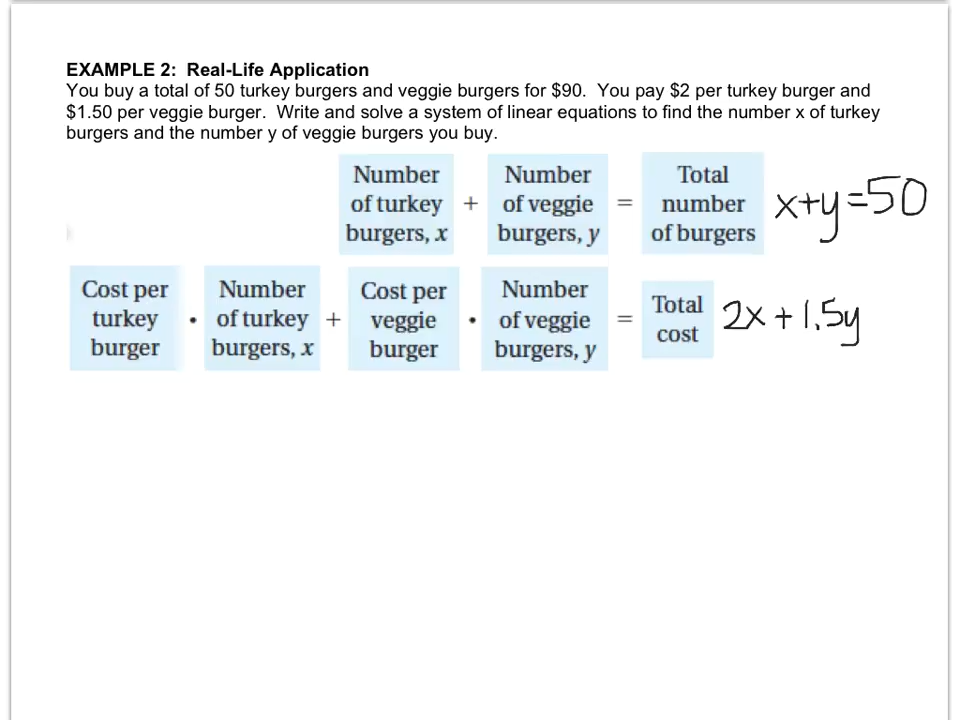 EXAMPLE 2: Real-Life Application
You buy a total of 50 turkey burgers and veggie burgers for $90. You pay $2 per turkey burger and
$1.50 per veggie burger. Write and solve a system of linear equations to find the number x of turkey
burgers and the number y of veggie burgers you buy.
Number of turkey burgers, x + Number of veggie burgers, y = Total number of burgers x+y=50
Cost per turkey burger • Number of turkey burgers, x + Cost per veggie burger • Number of veggie burgers, y = Total cost 2x+1.5y